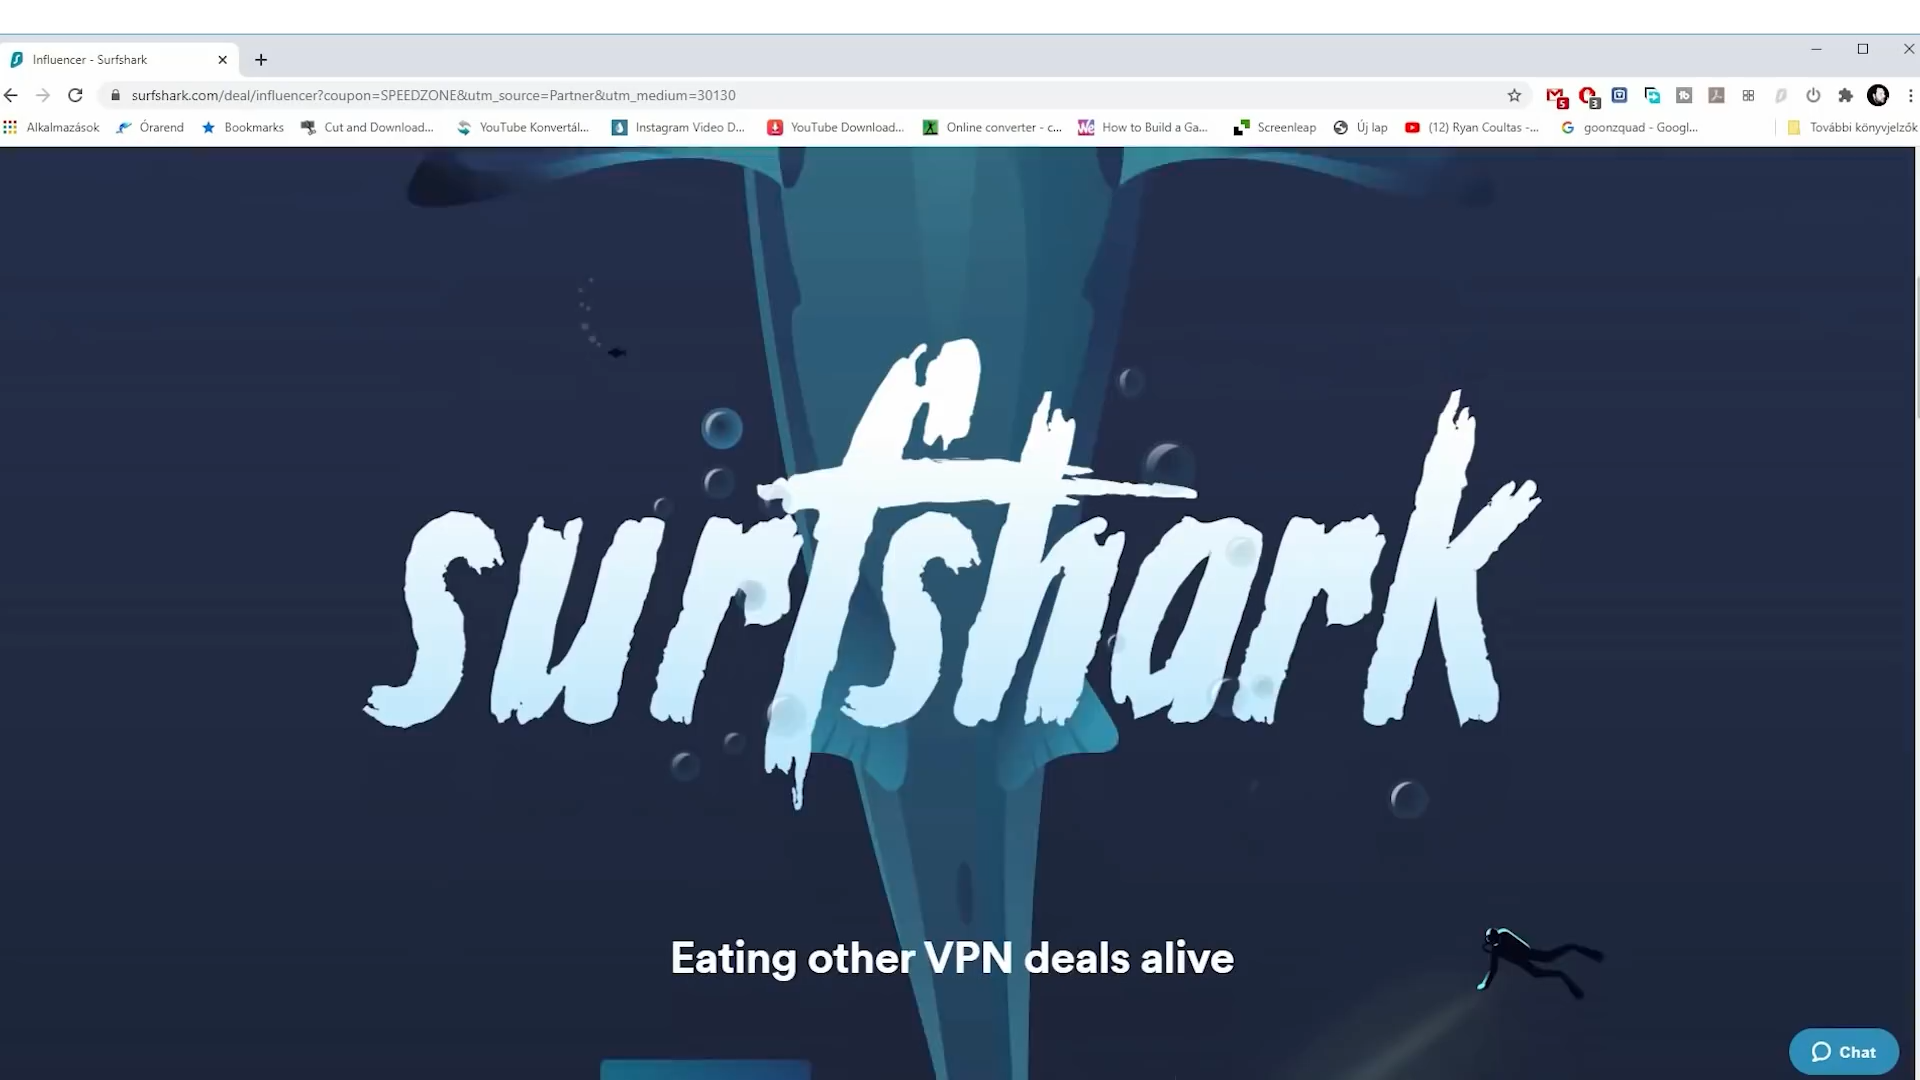 Influencer - Surfshark
surfshark.com/deal/influencer?coupon=SPEEDZONE&utm_source=Partner&utm_medium=30130
5
3
Alkalmazások
Órarend
Bookmarks
Cut and Download...
YouTube Konvertál...
Instagram Video D...
YouTube Download...
Online converter - c...
How to Build a Ga...
Screenleap
Új lap
(12) Ryan Coultas -...
goonzquad - Googl...
További könyvjelzők
surfshark
Eating other VPN deals alive
Chat